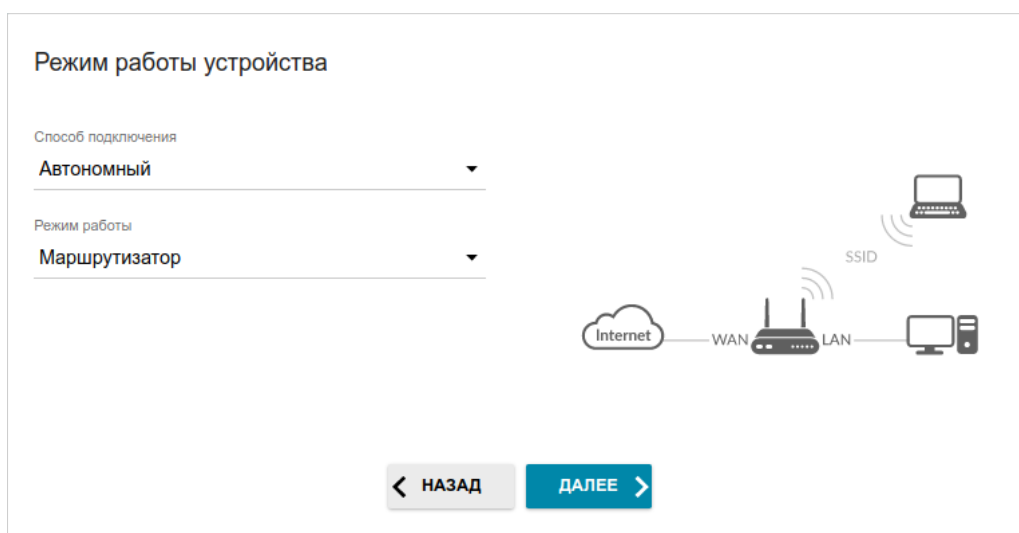 Режим работы устройства
Способ подключения
Автономный
Режим работы
Маршрутизатор
SSID
Internet
WAN
LAN
НАЗАД
ДАЛЕЕ